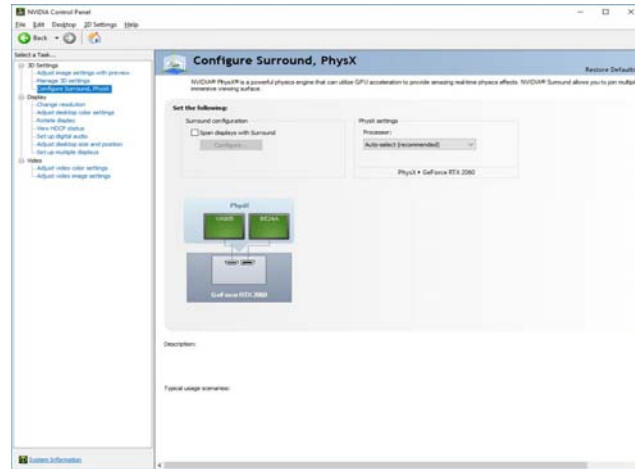 NVIDIA Control Panel
File Edit Desktop 3D Settings Help
Back
Select a Task...
3D Settings
Adjust image settings with preview
Manage 3D settings
Configure Surround, PhysX
Display
Change resolution
Adjust desktop color settings
Rotate display
View HDCP status
Set up digital audio
Adjust desktop size and position
Set up multiple displays
Video
Adjust video color settings
Adjust video image settings
System Information
Configure Surround, PhysX
Restore Defaults
NVIDIA® PhysX® is a powerful physics engine that can utilize GPU acceleration to provide amazing real-time physics effects. NVIDIA® Surround allows you to join multipl
immersive viewing surface.
Set the following:
Surround configuration
Span displays with Surround
Configure...
PhysX settings
Processor:
Auto-select (recommended)
PhysX > GeForce RTX 2060
PhysX
GeForce RTX 2060
Description:
Typical usage scenarios: